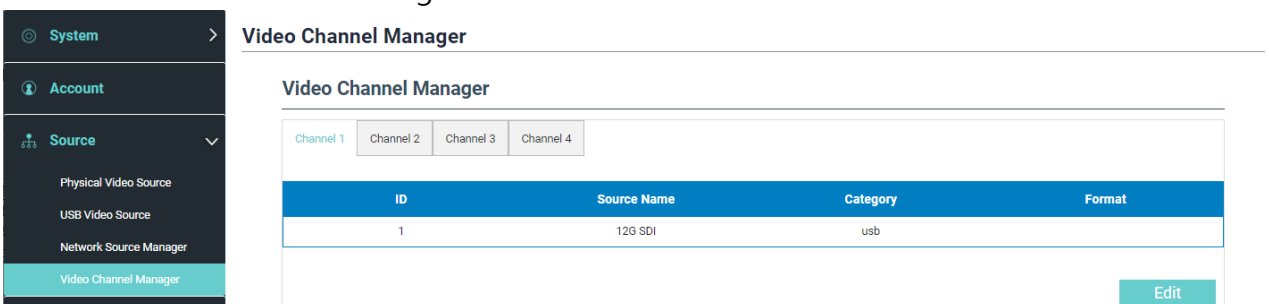 System
Account
Source
Physical Video Source
USB Video Source
Network Source Manager
Video Channel Manager
Video Channel Manager
Video Channel Manager
Channel 1 Channel 2 Channel 3 Channel 4
ID Source Name Category Format
1 12G SDI usb
Edit